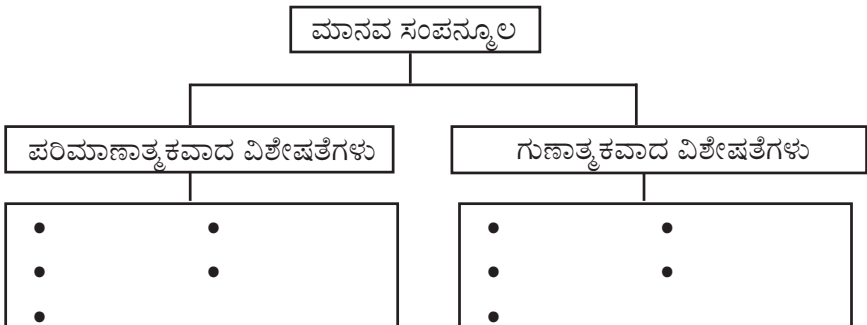 ಮಾನವ ಸಂಪನ್ಮೂಲ
ಪರಿಮಾಣಾತ್ಮಕವಾದ ವಿಶೇಷತೆಗಳು
ಗುಣಾತ್ಮಕವಾದ ವಿಶೇಷತೆಗಳು